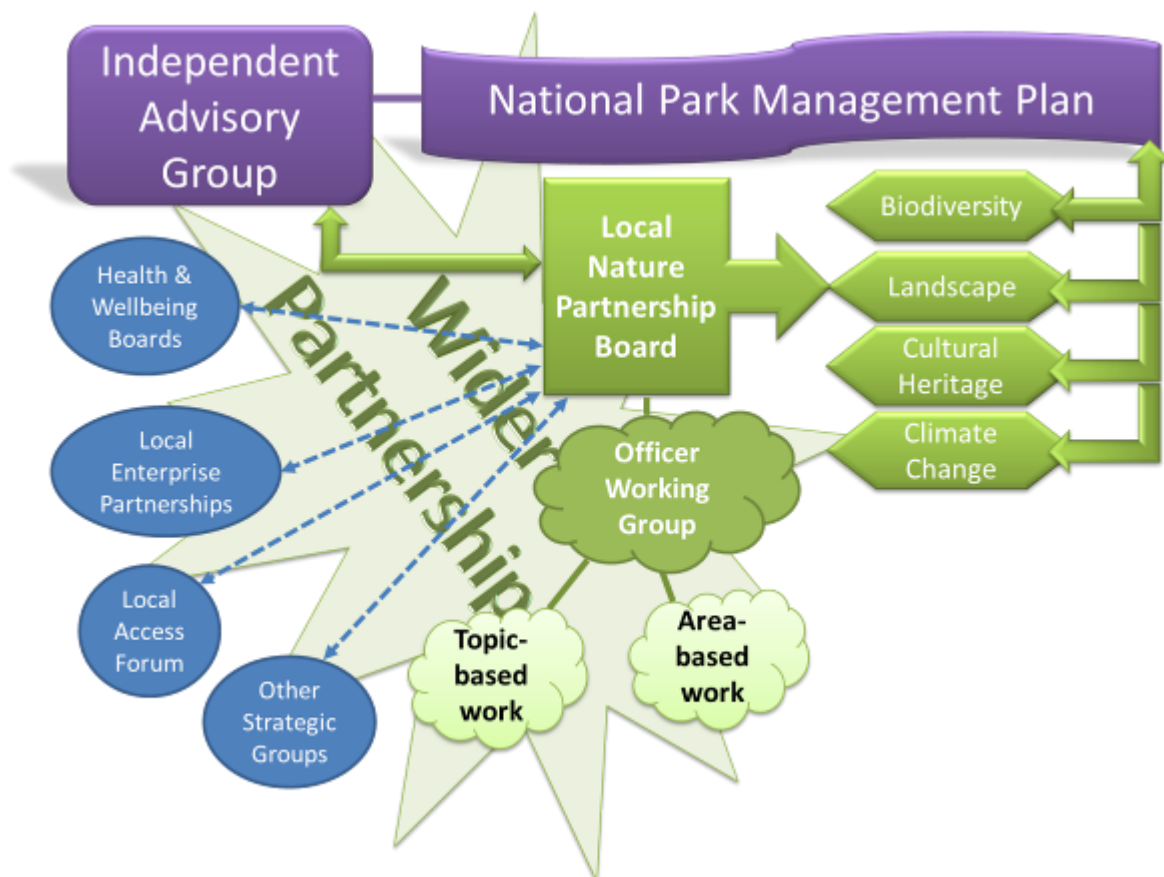 Independent
Advisory
Group
National Park Management Plan
Local
Nature
Partnership
Board
Biodiversity
Landscape
Cultural
Heritage
Climate
Change
Health &
Wellbeing
Boards
Wider
Partnership
Local
Enterprise
Partnerships
Officer
Working
Group
Local
Access
Forum
Topic-
based
work
Area-
based
work
Other
Strategic
Groups